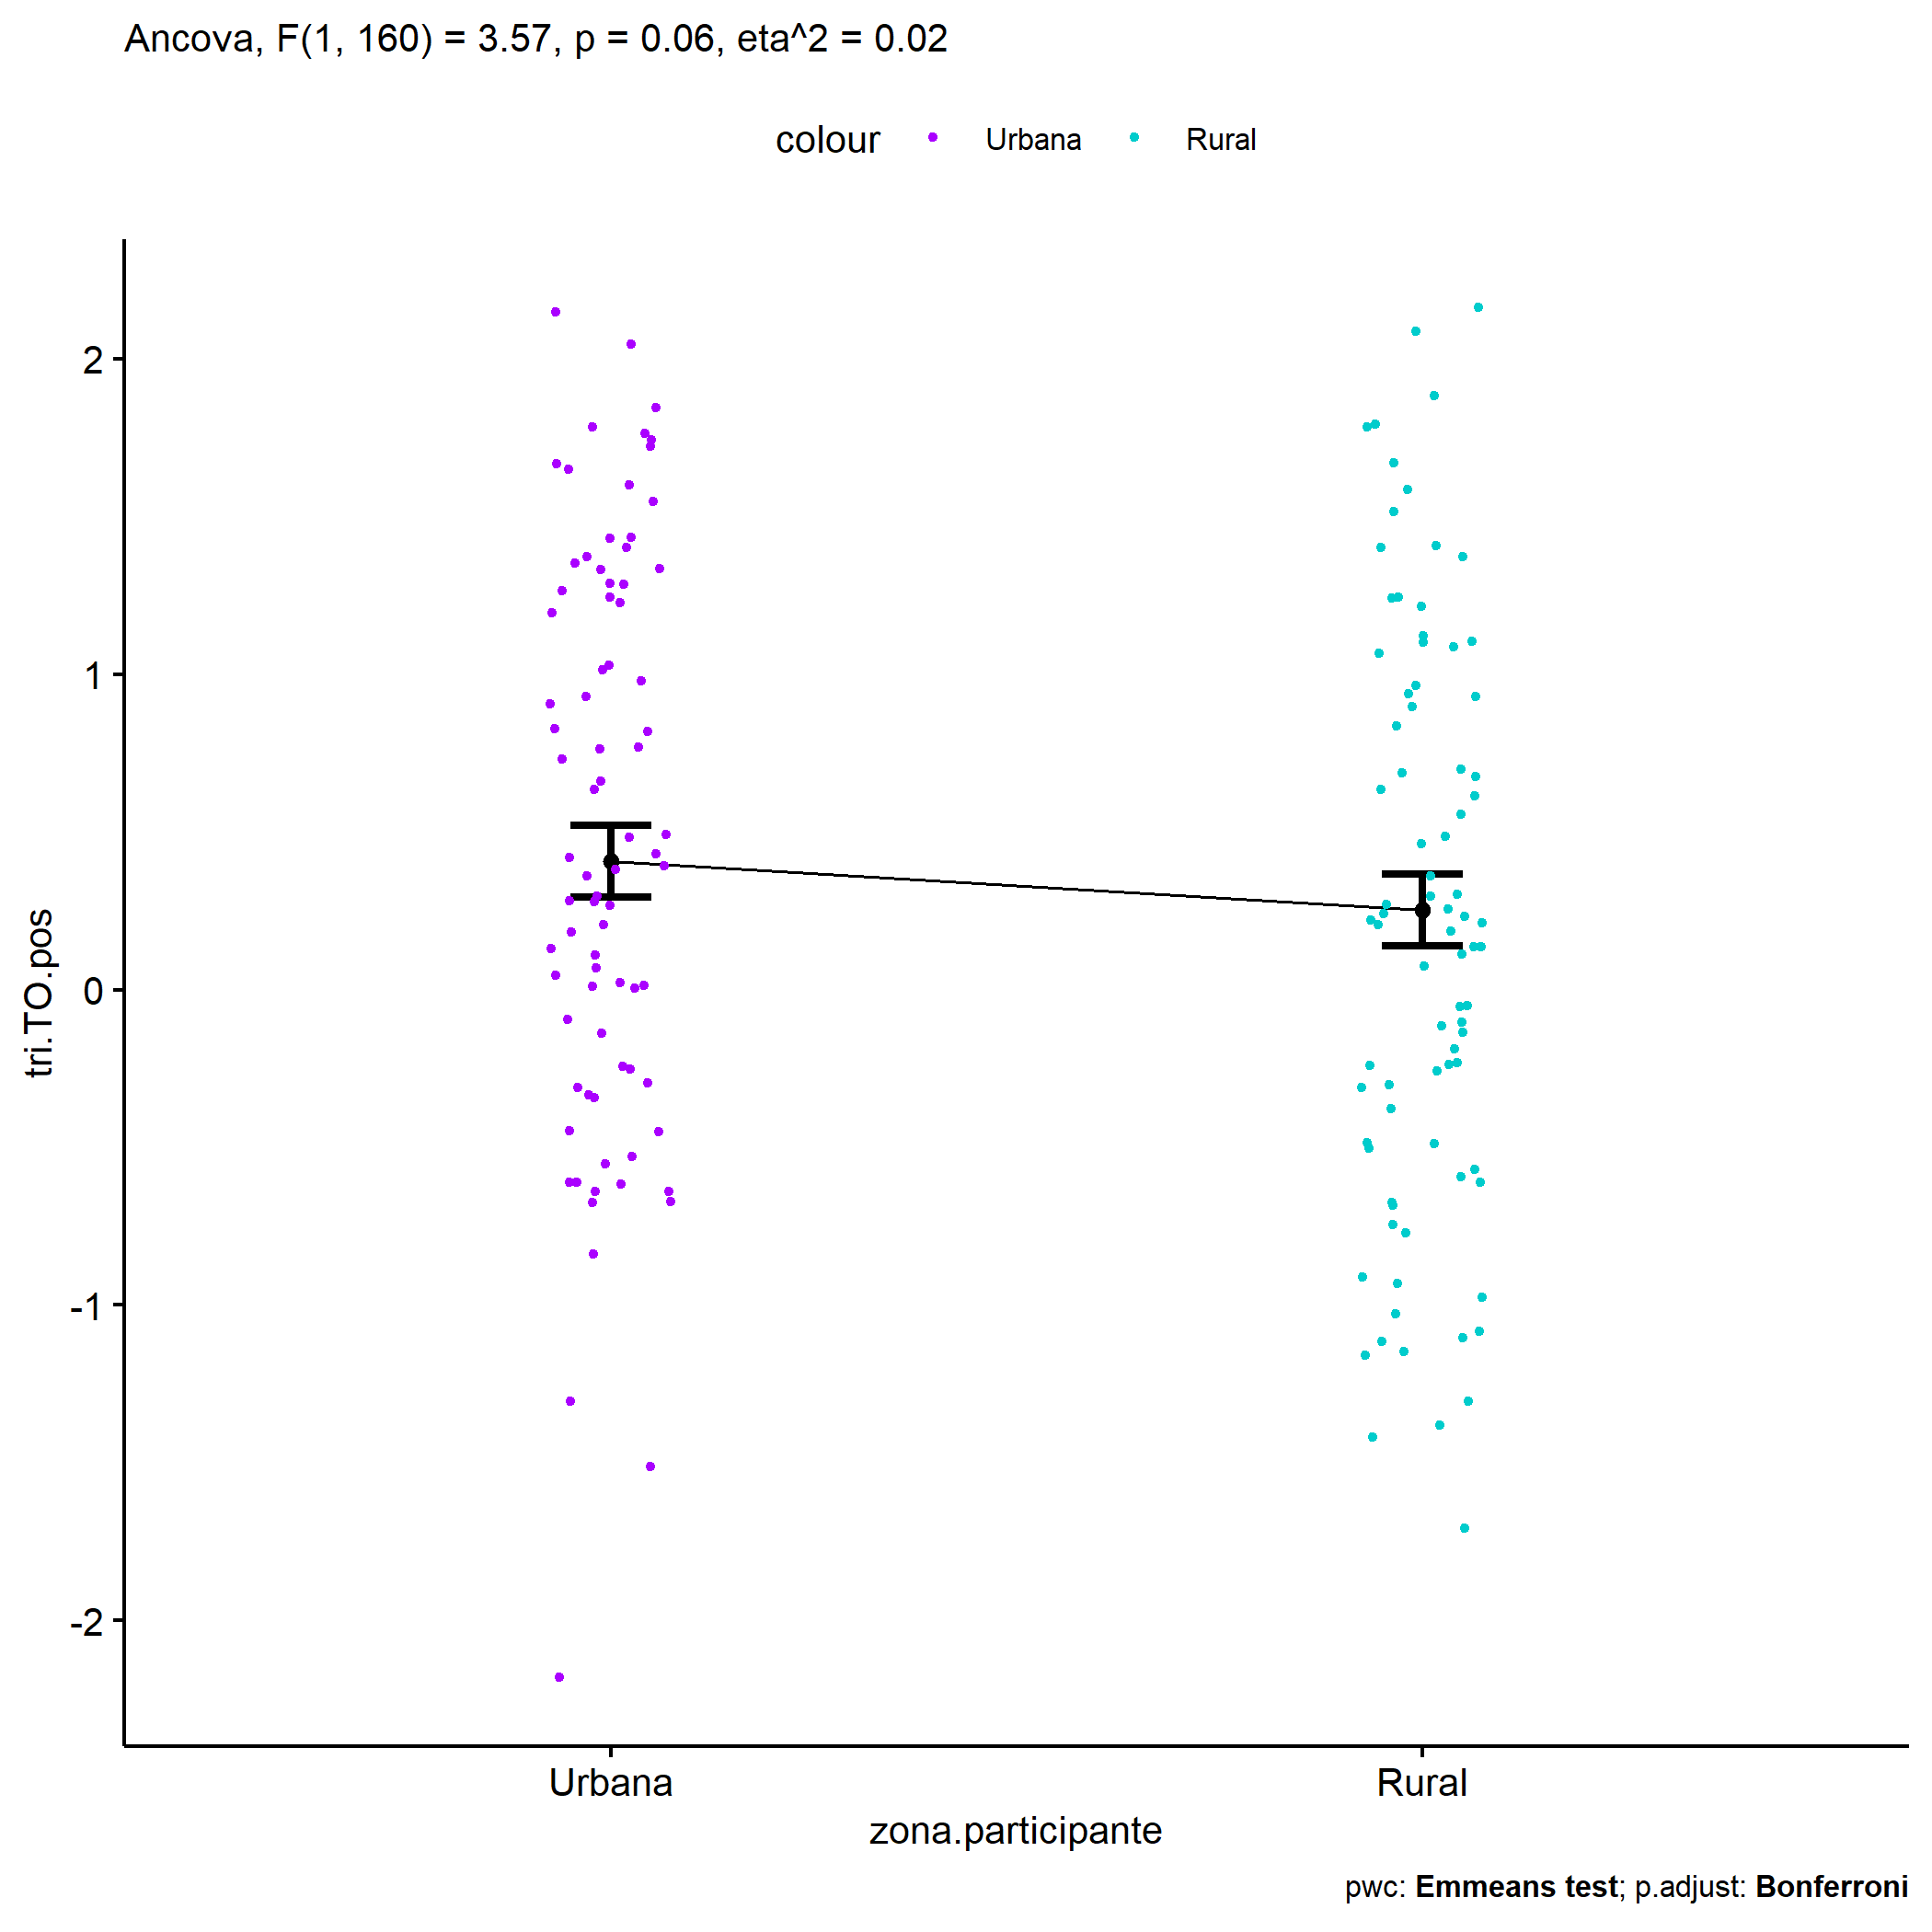 Ancova, F(1, 160) = 3.57, p = 0.06, eta^2 = 0.02
colour Urbana Rural
tri.TO.pos
2
1
0
-1
-2
Urbana Rural
zona.participante
pwc: Emmeans test; p.adjust: Bonferroni